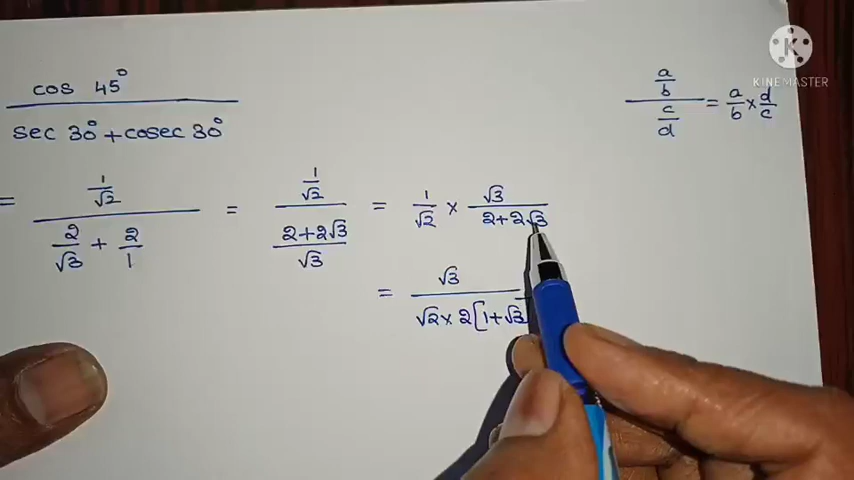 cos 45°
sec 30° + cosec 30°
a/b
c/d
= a/b × d/c
K
KINEMASTER
= 1/√2
2/√3 + 2/1
= 1/√2
2+2√3
√3
= 1/√2 × √3
2+2√3
= √3
√2 × 2[1+√3